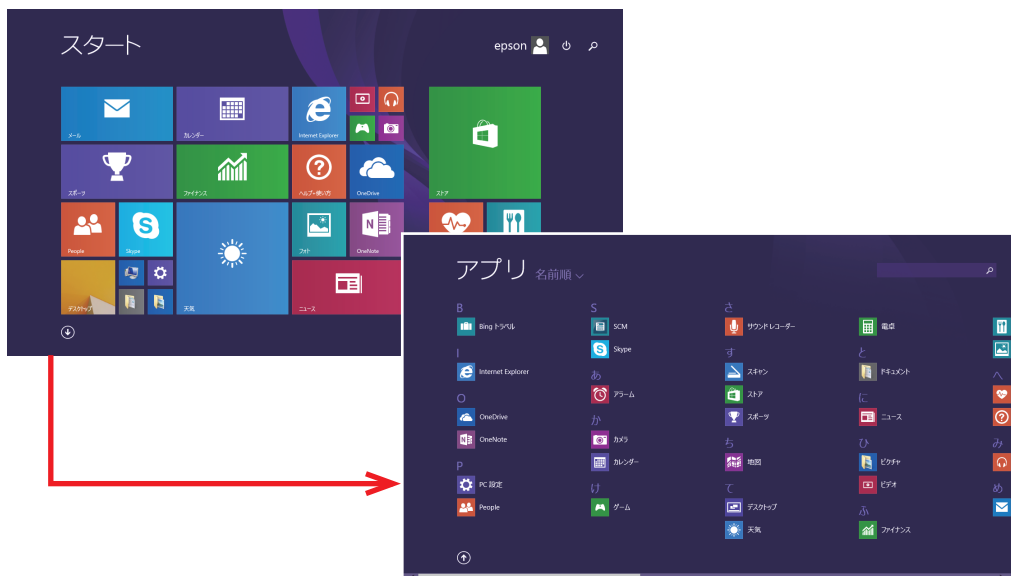 スタート
epson
メール
カレンダー
Internet Explorer
スポーツ
ファイナンス
ヘルプ+使い方
OneDrive
ストア
People
Skype
天気
フォト
OneNote
デスクトップ
ニュース
アプリ 名前順
B
Bing トラベル
I
Internet Explorer
O
OneDrive
OneNote
P
PC 設定
People
S
SCM
Skype
あ
アラーム
か
カメラ
カレンダー
け
ゲーム
さ
サウンド レコーダー
す
スキャン
ストア
スポーツ
ち
地図
て
デスクトップ
天気
電卓
と
ドキュメント
に
ニュース
ひ
ピクチャ
ビデオ
ふ
ファイナンス
へ
み
め